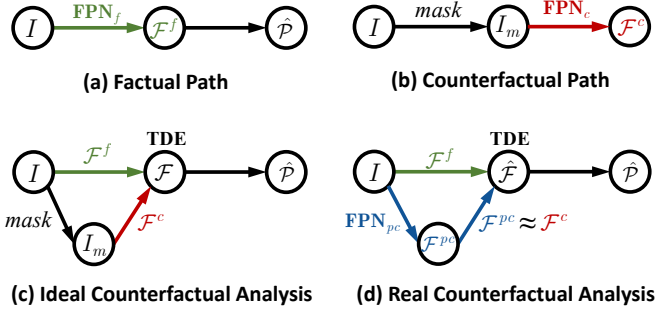 I FPN_f 𝓕^f 𝒫̂
(a) Factual Path
I mask I_m FPN_c 𝓕^c
(b) Counterfactual Path
I 𝓕^f TDE 𝓕 𝒫̂
mask I_m 𝓕^c
(c) Ideal Counterfactual Analysis
I 𝓕^f TDE 𝓕̂ 𝒫̂
FPN_pc 𝓕^pc 𝓕^pc ≈ 𝓕^c
(d) Real Counterfactual Analysis